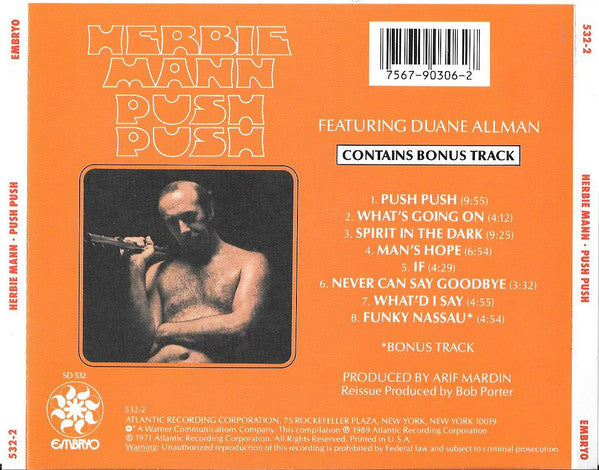 532-2 HERBIE MANN · PUSH PUSH EMBRYO
HERBIE
MANN
PUSH
PUSH
7567-90306-2
FEATURING DUANE ALLMAN
CONTAINS BONUS TRACK
1. PUSH PUSH (9:55)
2. WHAT'S GOING ON (4:12)
3. SPIRIT IN THE DARK (9:25)
4. MAN'S HOPE (6:54)
5. IF (4:29)
6. NEVER CAN SAY GOODBYE (3:32)
7. WHAT'D I SAY (4:55)
8. FUNKY NASSAU* (4:54)
*BONUS TRACK
PRODUCED BY ARIF MARDIN
Reissue Produced by Bob Porter
SD 532
EMBRYO
532-2
ATLANTIC RECORDING CORPORATION, 75 ROCKEFELLER PLAZA, NEW YORK, NEW YORK 10019
A Warner Communications Company. This compilation ℗ 1989 Atlantic Recording Corporation
© 1971 Atlantic Recording Corporation. All Rights Reserved. Printed in U.S.A.
Warning: Unauthorized reproduction of this recording is prohibited by Federal law and subject to criminal prosecution.
532-2 HERBIE MANN · PUSH PUSH EMBRYO